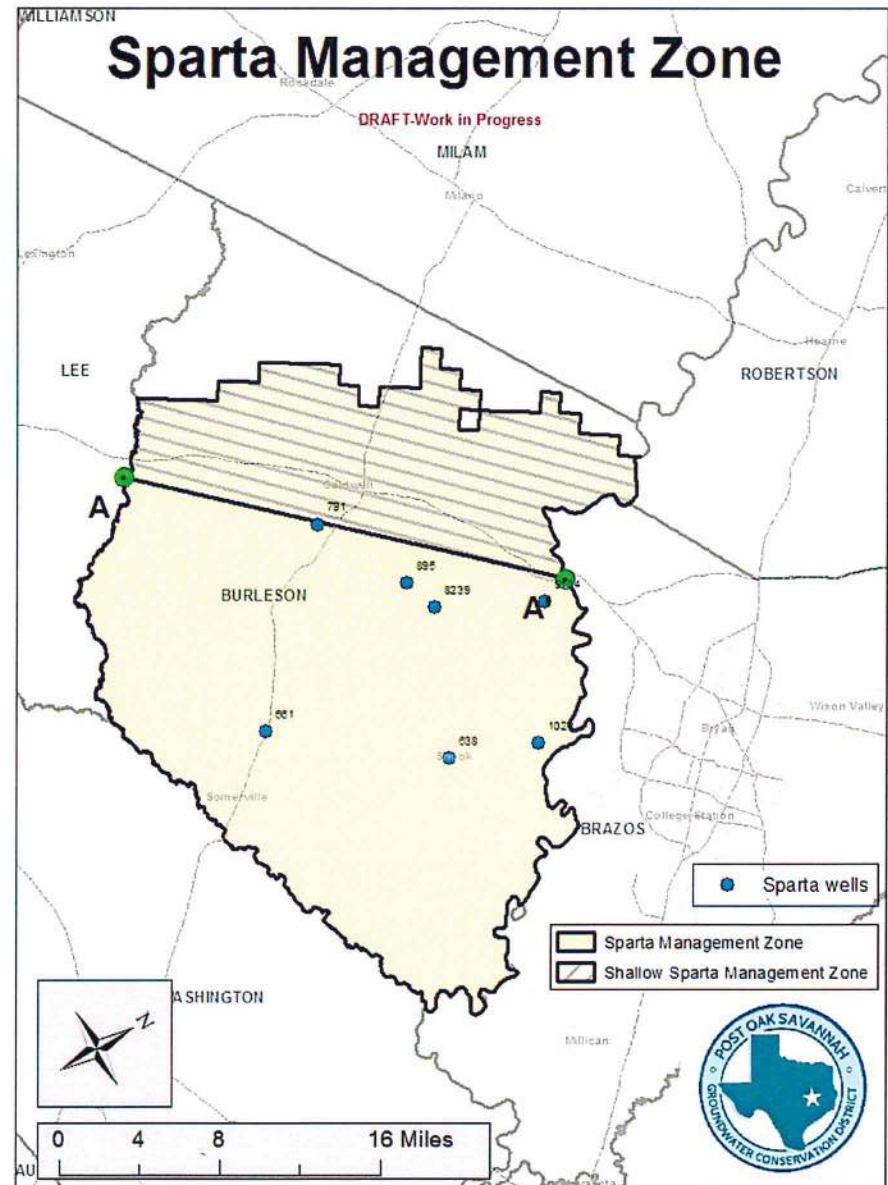 WILLIAMSON
Sparta Management Zone
Rosedale
DRAFT-Work in Progress
MILAM
Milano
Calvert
Lexington
Hearne
LEE
ROBERTSON
Caldwell
A
791
895
8239
A
BURLESON
Wixon Valley
Bryan
102
638
Somerville
College Station
BRAZOS
Sparta wells
Sparta Management Zone
Shallow Sparta Management Zone
ASHINGTON
N
Millican
POST OAK SAVANNAH
GROUNDWATER CONSERVATION DISTRICT
0 4 8 16 Miles
AU